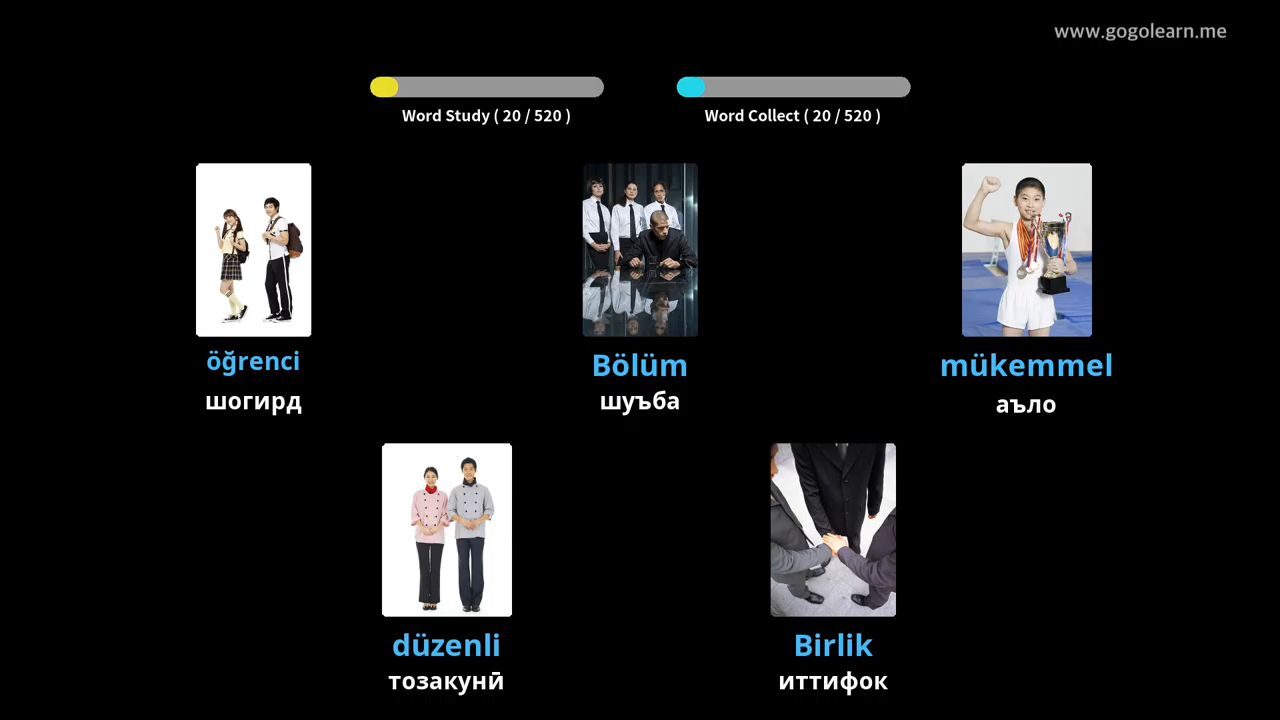 www.gogolearn.me
Word Study ( 20 / 520 )
Word Collect ( 20 / 520 )
öğrenci
шогирд
Bölüm
шуъба
mükemmel
аъло
düzenli
тозакунӣ
Birlik
иттифок